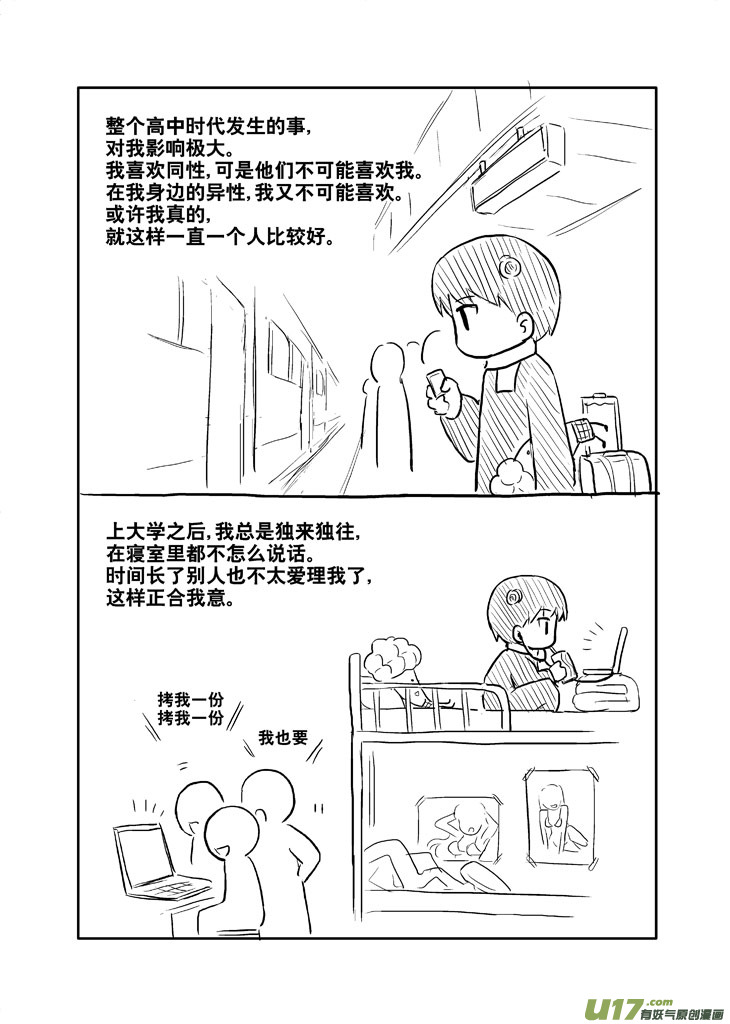 整个高中时代发生的事，
对我影响极大。
我喜欢同性，可是他们不可能喜欢我。
在我身边的异性，我又不可能喜欢。
或许我真的，
就这样一直一个人比较好。
上大学之后，我总是独来独往，
在寝室里都不怎么说话。
时间长了别人也不太爱理我了，
这样正合我意。
拷我一份
拷我一份
我也要
U17.com
有妖气原创漫画